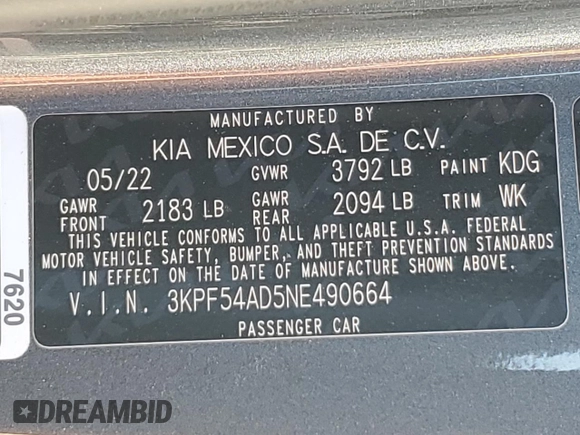 MANUFACTURED BY
KIA MEXICO S.A. DE C.V.
05/22 GVWR 3792 LB PAINT KDG
GAWR FRONT 2183 LB GAWR REAR 2094 LB TRIM WK
THIS VEHICLE CONFORMS TO ALL APPLICABLE U.S.A. FEDERAL
MOTOR VEHICLE SAFETY, BUMPER, AND THEFT PREVENTION STANDARDS
IN EFFECT ON THE DATE OF MANUFACTURE SHOWN ABOVE.
V.I.N. 3KPF54AD5NE490664
PASSENGER CAR
7620
DREAMBID